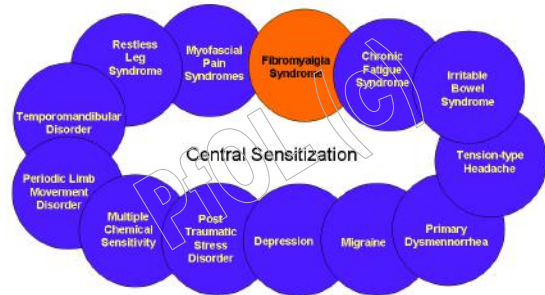 Fibromyalgia
Syndrome
Chronic
Fatigue
Syndrome
Irritable
Bowel
Syndrome
Tension-type
Headache
Primary
Dysmennorrhea
Migraine
Depression
Post-
Traumatic
Stress
Disorder
Multiple
Chemical
Sensitivity
Periodic Limb
Movement
Disorder
Temporomandibular
Disorder
Restless
Leg
Syndrome
Myofascial
Pain
Syndromes
Central Sensitization
PfOL (c)